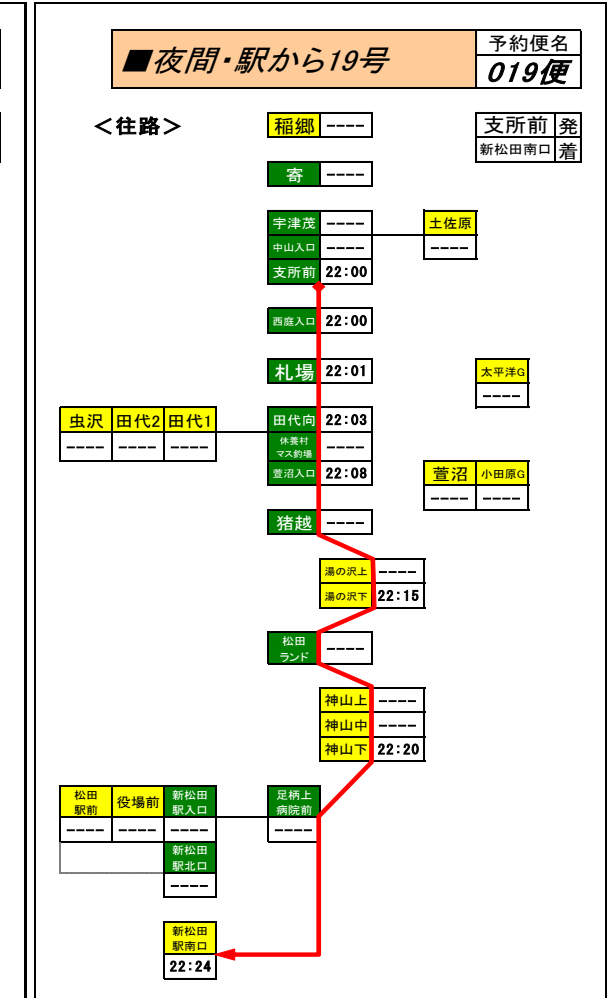 ■夜間・駅から19号
予約便名
019便
＜往路＞
稲郷 ----
支所前 発
新松田南口 着
寄 ----
宇津茂 ----
土佐原
中山入口 ----
----
支所前 22:00
西庭入口 22:00
札場 22:01
太平洋G
----
虫沢 田代2 田代1
---- ---- ----
田代向 22:03
休養村
マス釣場
----
萱沼入口 22:08
萱沼 小田原G
---- ----
猪越 ----
湯の沢上 ----
湯の沢下 22:15
松田
ランド
----
神山上 ----
神山中 ----
神山下 22:20
松田
駅前
役場前
新松田
駅入口
足柄上
病院前
---- ---- ---- ----
新松田
駅北口
----
新松田
駅南口
22:24